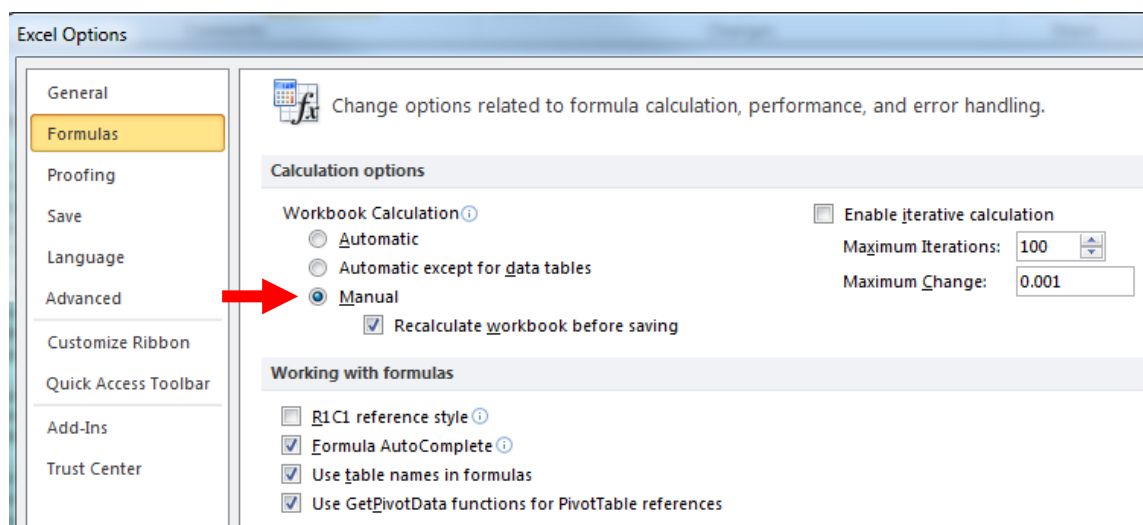 Excel Options
General
Formulas
Proofing
Save
Language
Advanced
Customize Ribbon
Quick Access Toolbar
Add-Ins
Trust Center
fx
Change options related to formula calculation, performance, and error handling.
Calculation options
Workbook Calculation
Automatic
Automatic except for data tables
Manual
Recalculate workbook before saving
Enable iterative calculation
Maximum Iterations: 100
Maximum Change: 0.001
Working with formulas
R1C1 reference style
Formula AutoComplete
Use table names in formulas
Use GetPivotData functions for PivotTable references